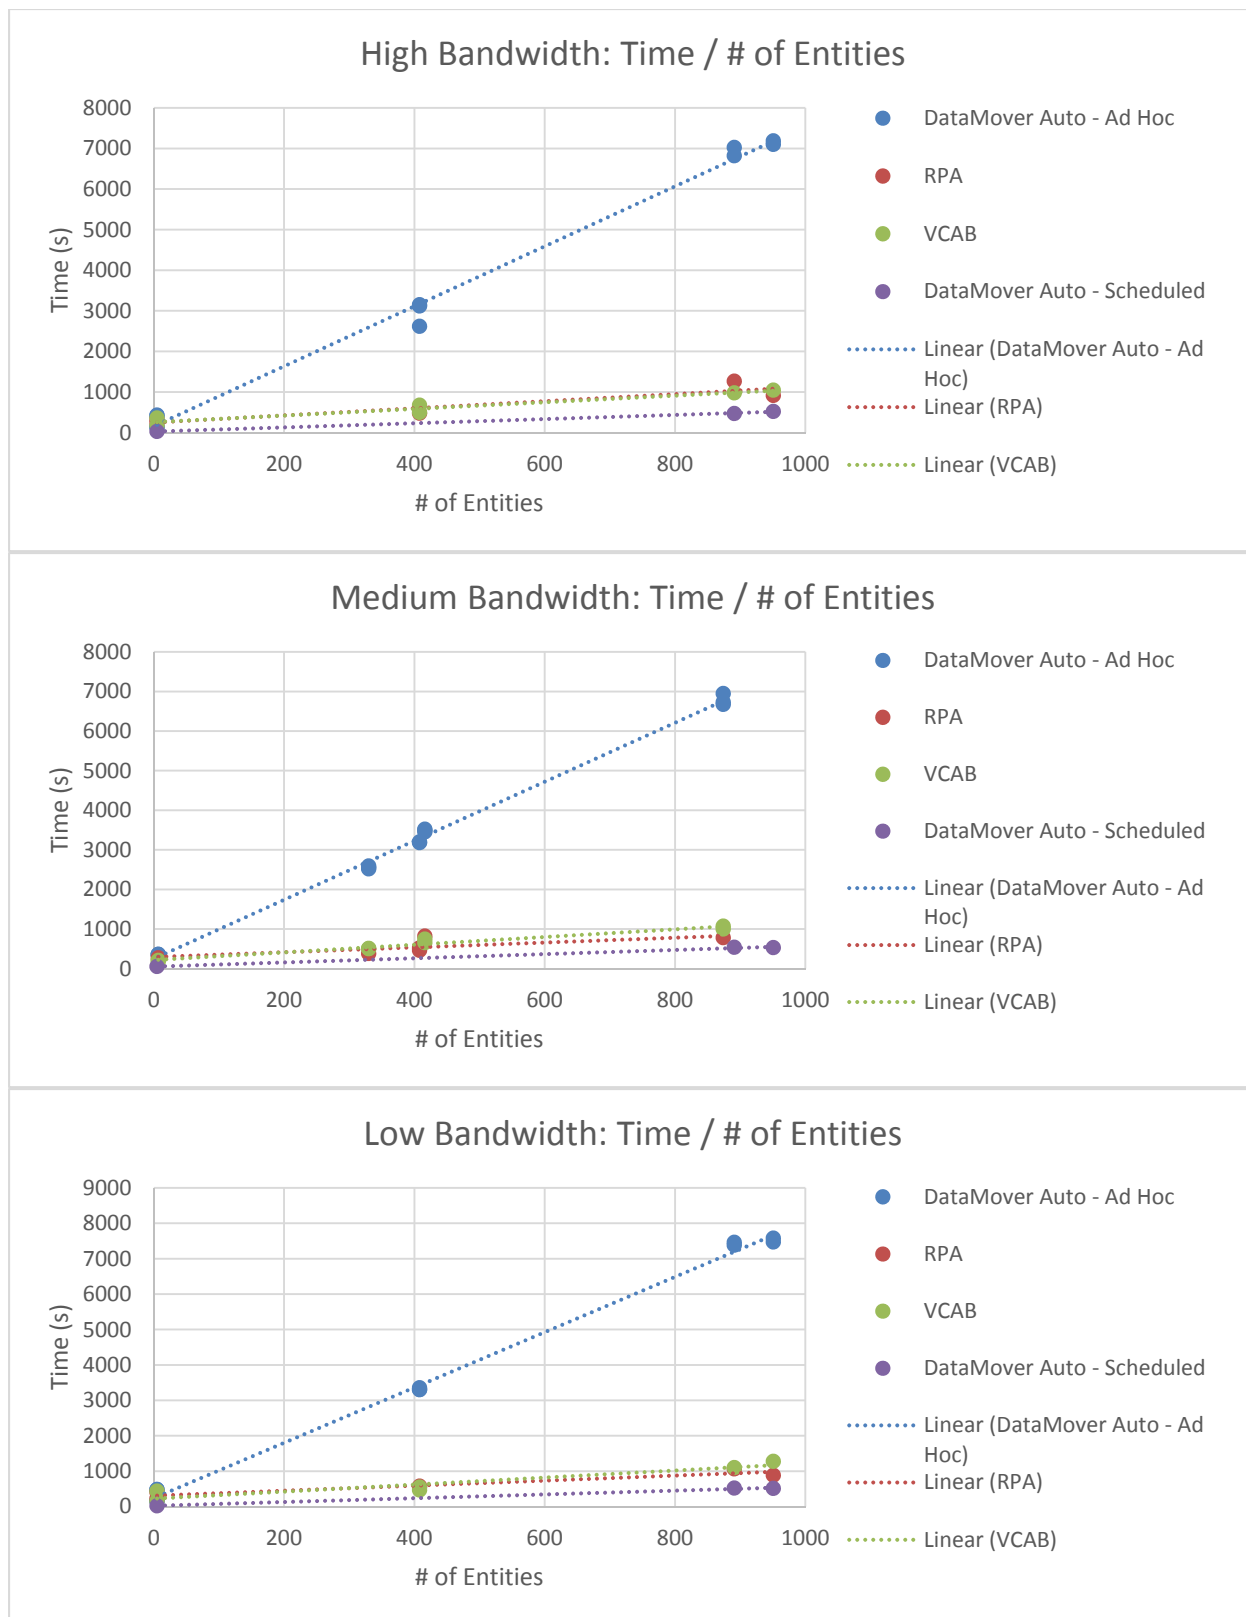 High Bandwidth: Time / # of Entities
8000
7000
6000
5000
4000
3000
2000
1000
0
Time (s)
0 200 400 600 800 1000
# of Entities
DataMover Auto - Ad Hoc
RPA
VCAB
DataMover Auto - Scheduled
Linear (DataMover Auto - Ad
Hoc)
Linear (RPA)
Linear (VCAB)
Medium Bandwidth: Time / # of Entities
8000
7000
6000
5000
4000
3000
2000
1000
0
Time (s)
0 200 400 600 800 1000
# of Entities
DataMover Auto - Ad Hoc
RPA
VCAB
DataMover Auto - Scheduled
Linear (DataMover Auto - Ad
Hoc)
Linear (RPA)
Linear (VCAB)
Low Bandwidth: Time / # of Entities
9000
8000
7000
6000
5000
4000
3000
2000
1000
0
Time (s)
0 200 400 600 800 1000
# of Entities
DataMover Auto - Ad Hoc
RPA
VCAB
DataMover Auto - Scheduled
Linear (DataMover Auto - Ad
Hoc)
Linear (RPA)
Linear (VCAB)